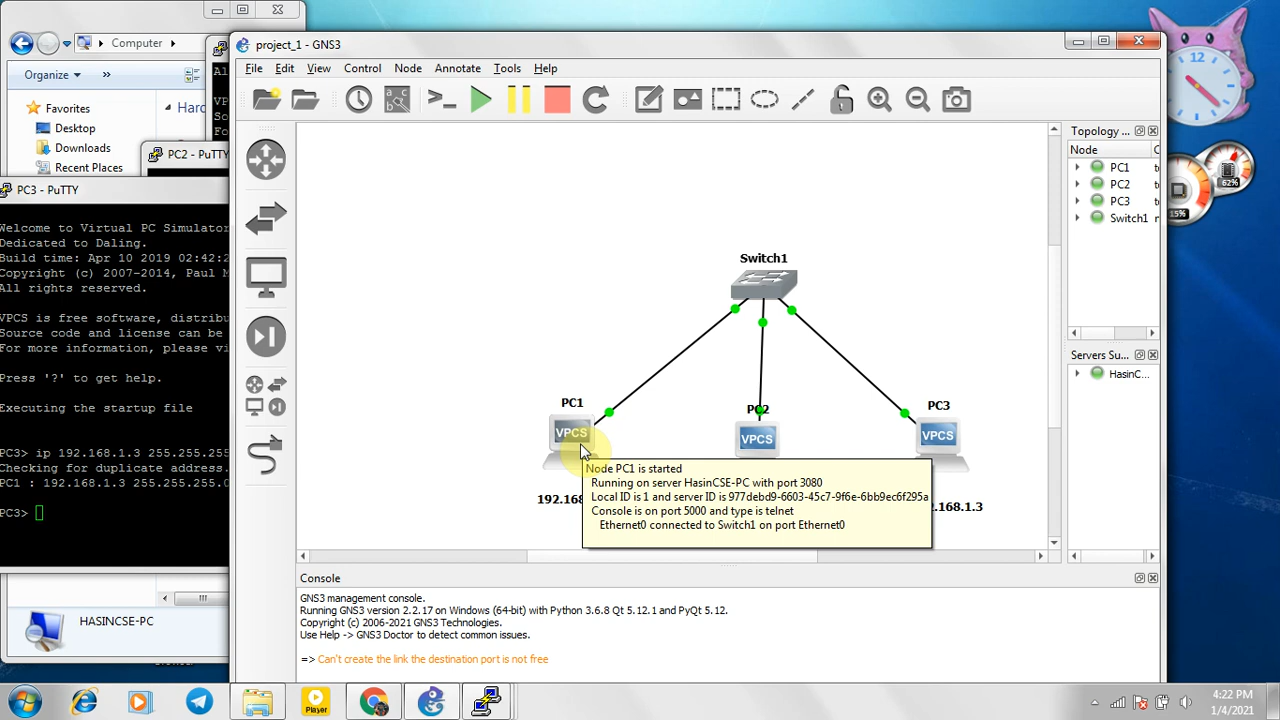 Computer
Organize
Favorites
Desktop
Downloads
Recent Places
PC2 - PuTTY
PC3 - PuTTY
Welcome to Virtual PC Simulator
Dedicated to Daling.
Build time: Apr 10 2019 02:42:2
Copyright (c) 2007-2014, Paul M
All rights reserved.
VPCS is free software, distribu
Source code and license can be
For more information, please vi
Press '?' to get help.
Executing the startup file
PC3> ip 192.168.1.3 255.255.255
Checking for duplicate address.
PC1 : 192.168.1.3 255.255.255.0
PC3>
HASINCSE-PC
project_1 - GNS3
File Edit View Control Node Annotate Tools Help
Switch1
PC1
PC2
PC3
VPCS
VPCS
VPCS
192.168
.168.1.3
Node PC1 is started
Running on server HasinCSE-PC with port 3080
Local ID is 1 and server ID is 977debd9-6603-45c7-9f6e-6bb9ec6f295a
Console is on port 5000 and type is telnet
Ethernet0 connected to Switch1 on port Ethernet0
Topology ...
Node
PC1
PC2
PC3
Switch1
Servers Su...
HasinC...
Console
GNS3 management console.
Running GNS3 version 2.2.17 on Windows (64-bit) with Python 3.6.8 Qt 5.12.1 and PyQt 5.12.
Copyright (c) 2006-2021 GNS3 Technologies.
Use Help -> GNS3 Doctor to detect common issues.
=> Can't create the link the destination port is not free
12
62%
15%
Player
4:22 PM
1/4/2021